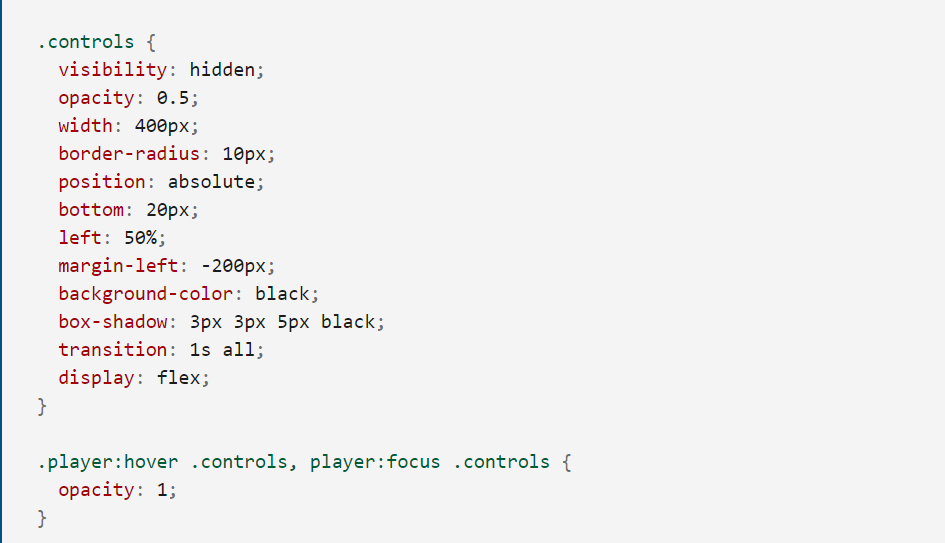 .controls {
  visibility: hidden;
  opacity: 0.5;
  width: 400px;
  border-radius: 10px;
  position: absolute;
  bottom: 20px;
  left: 50%;
  margin-left: -200px;
  background-color: black;
  box-shadow: 3px 3px 5px black;
  transition: 1s all;
  display: flex;
}

.player:hover .controls, player:focus .controls {
  opacity: 1;
}